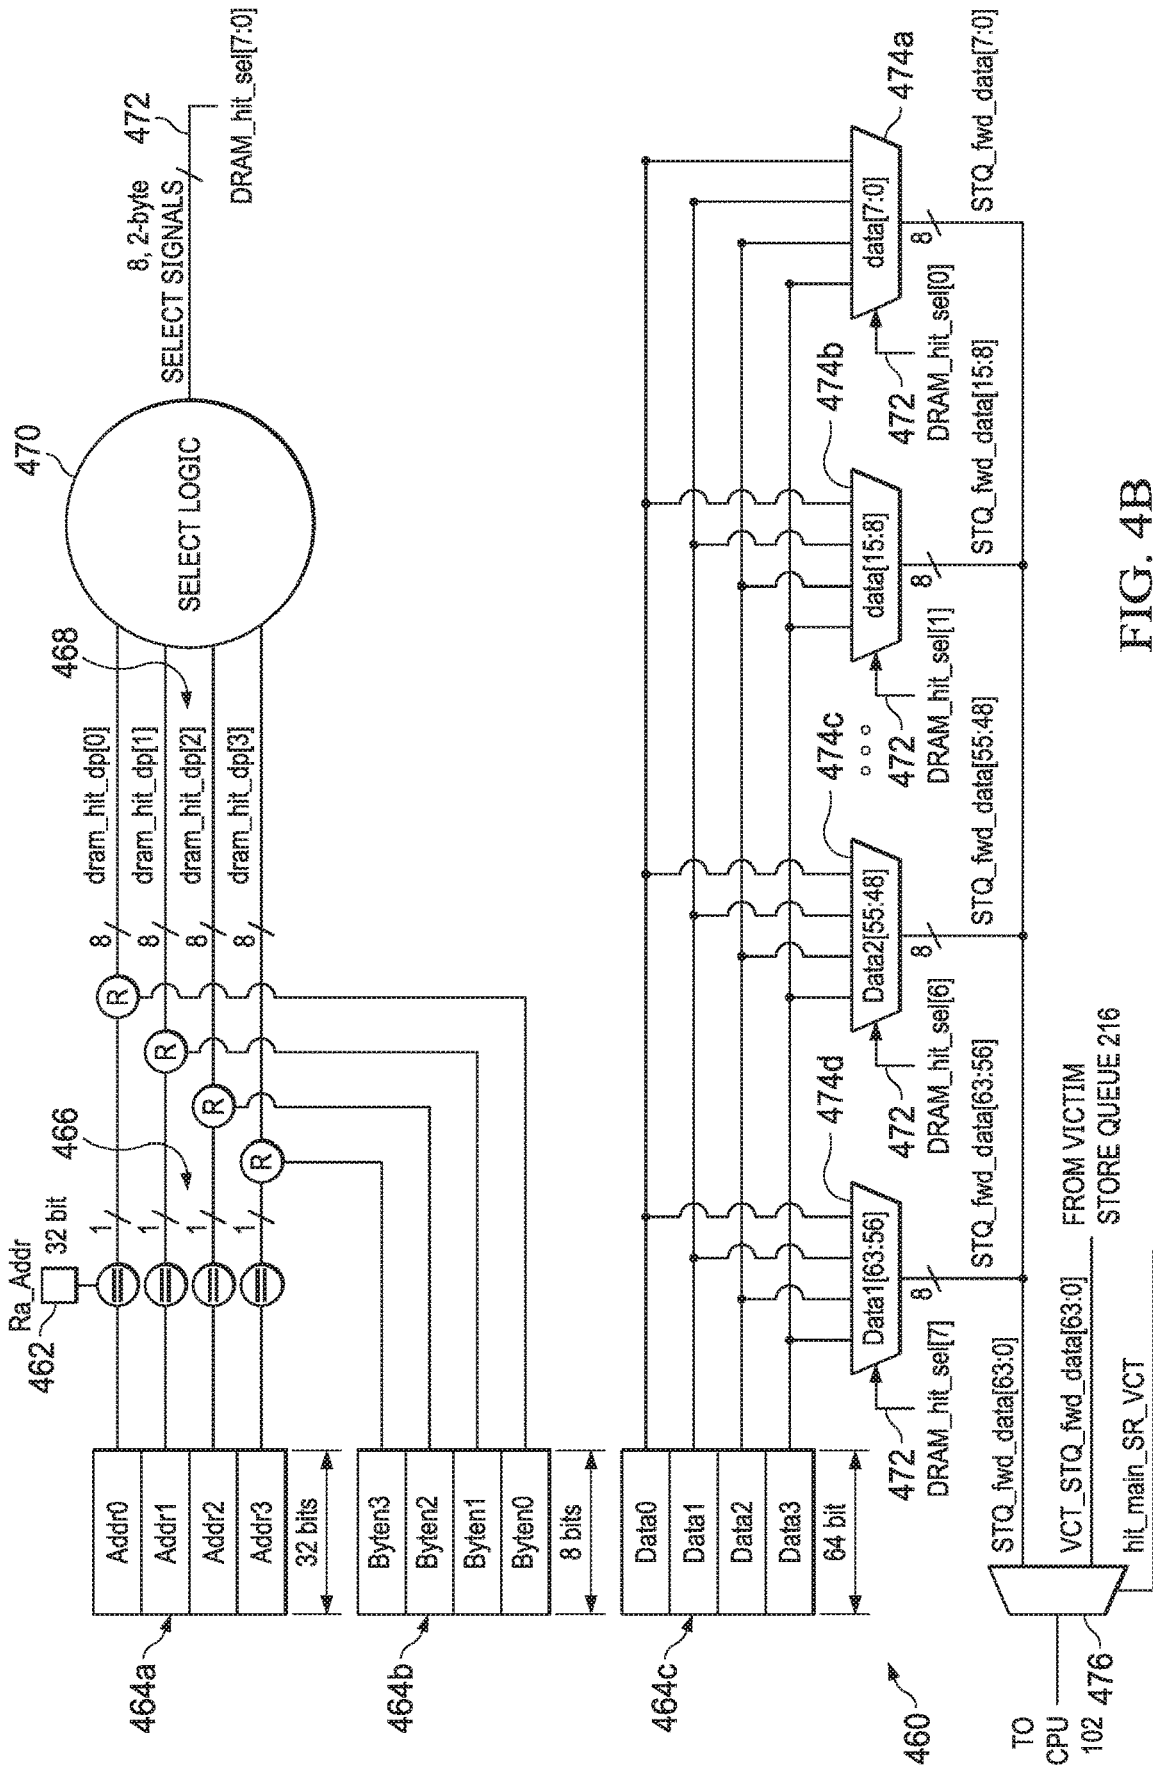 Ra_Addr
462
32 bit
464a
Addr0
Addr1
Addr2
Addr3
32 bits
1
1
1
1
466
R
R
R
R
8
8
8
8
dram_hit_dp[0]
dram_hit_dp[1]
dram_hit_dp[2]
dram_hit_dp[3]
468
SELECT LOGIC
470
8, 2-byte
SELECT SIGNALS
472
DRAM_hit_sel[7:0]
464b
Byten3
Byten2
Byten1
Byten0
8 bits
464c
Data0
Data1
Data2
Data3
64 bit
460
474d
Data1[63:56]
472
DRAM_hit_sel[7]
8
STQ_fwd_data[63:56]
474c
Data2[55:48]
472
DRAM_hit_sel[6]
8
STQ_fwd_data[55:48]
474b
data[15:8]
472
DRAM_hit_sel[1]
8
STQ_fwd_data[15:8]
474a
data[7:0]
472
DRAM_hit_sel[0]
8
STQ_fwd_data[7:0]
STQ_fwd_data[63:0]
VCT_STQ_fwd_data[63:0]
FROM VICTIM
STORE QUEUE 216
hit_main_SR_VCT
TO
CPU
102
476
FIG. 4B